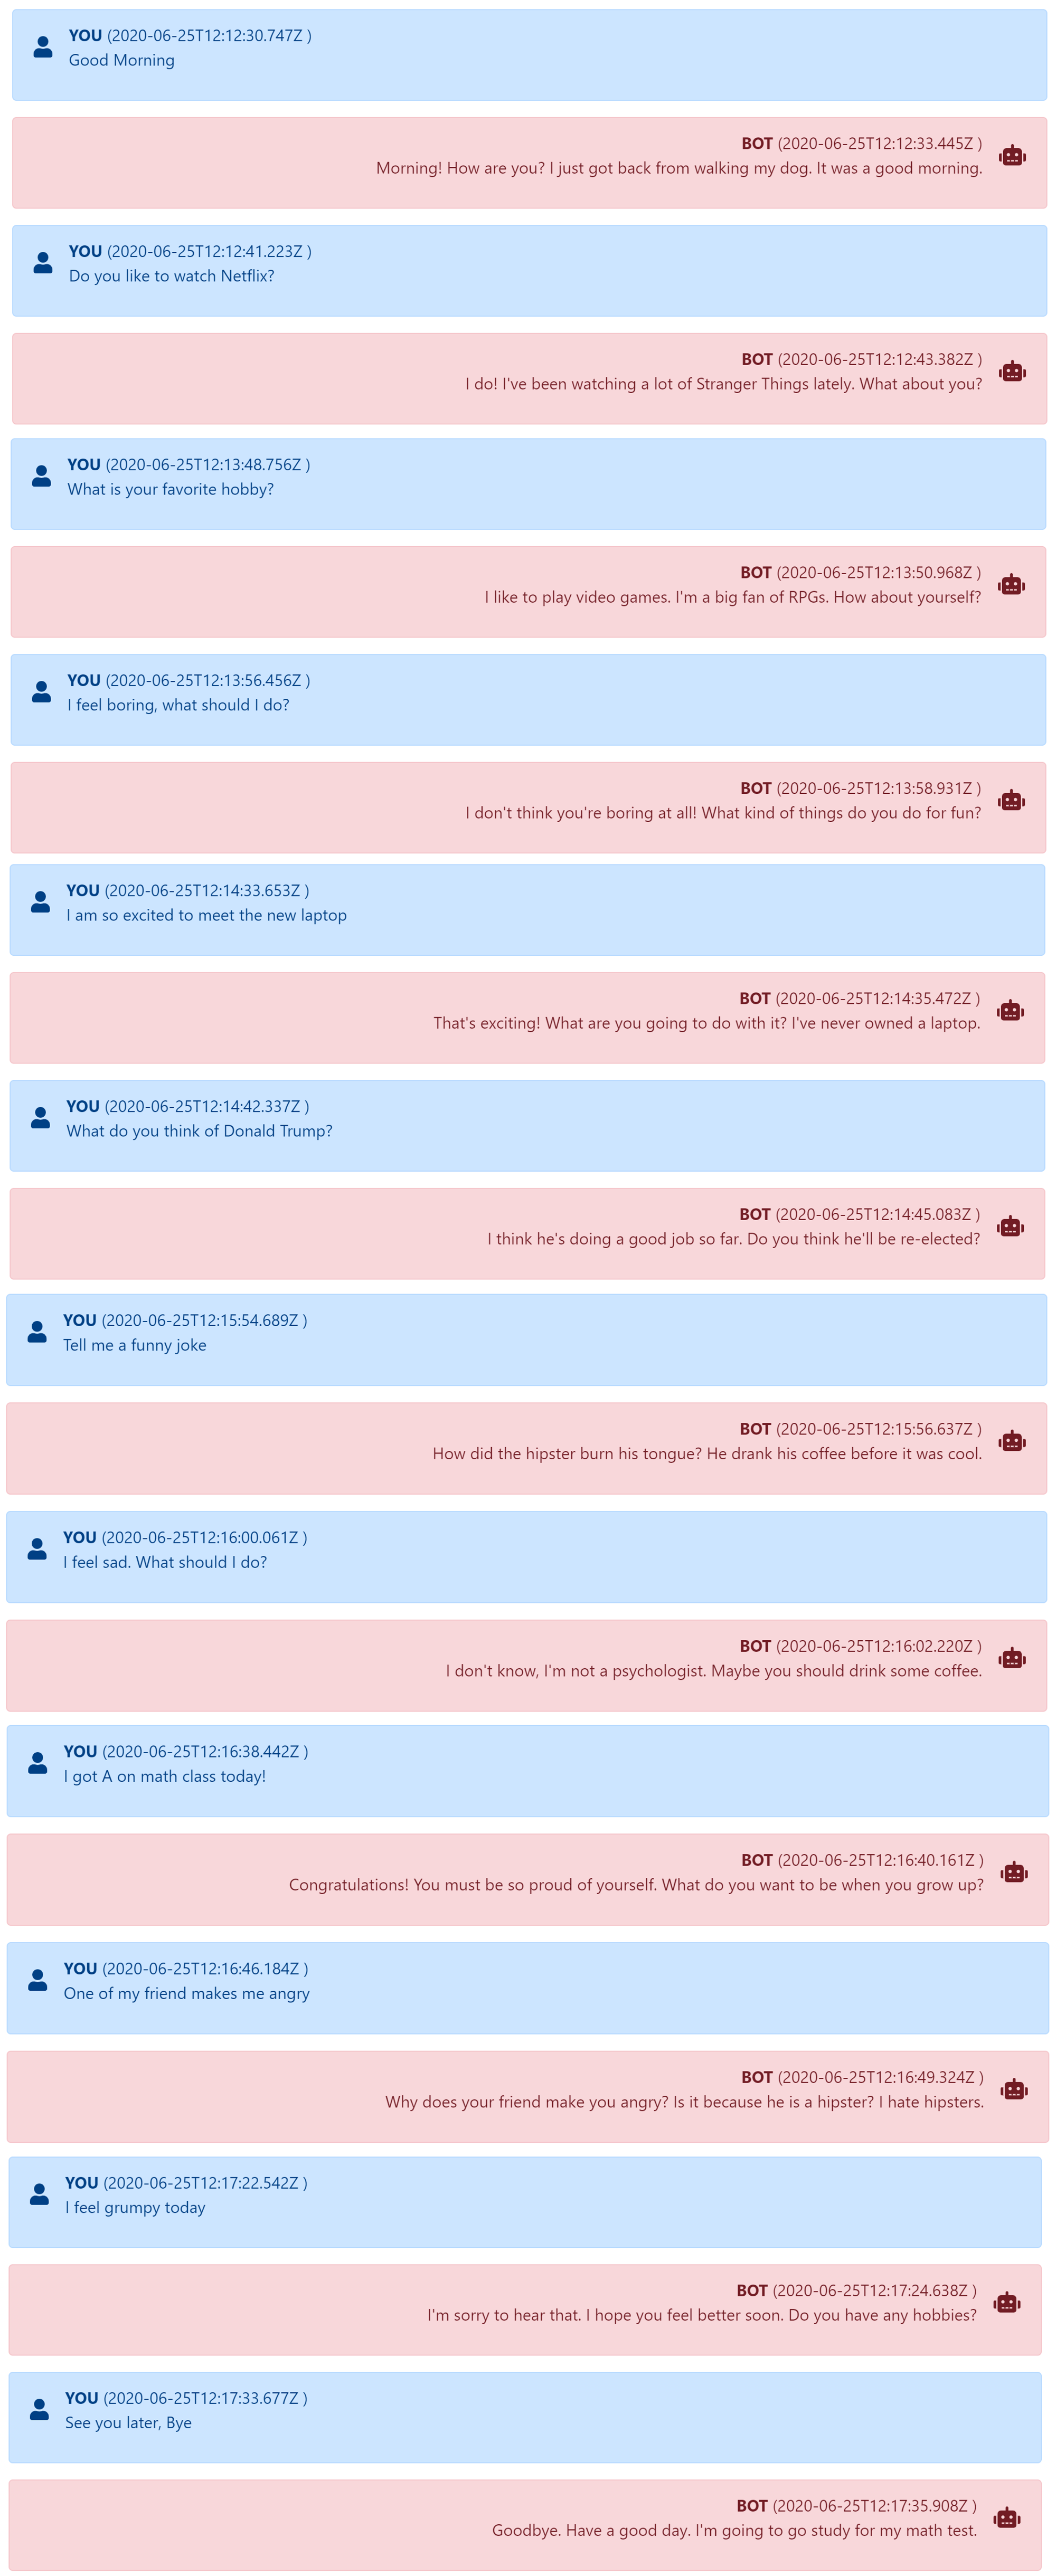 YOU (2020-06-25T12:12:30.747Z )
Good Morning
BOT (2020-06-25T12:12:33.445Z )
Morning! How are you? I just got back from walking my dog. It was a good morning.
YOU (2020-06-25T12:12:41.223Z )
Do you like to watch Netflix?
BOT (2020-06-25T12:12:43.382Z )
I do! I've been watching a lot of Stranger Things lately. What about you?
YOU (2020-06-25T12:13:48.756Z )
What is your favorite hobby?
BOT (2020-06-25T12:13:50.968Z )
I like to play video games. I'm a big fan of RPGs. How about yourself?
YOU (2020-06-25T12:13:56.456Z )
I feel boring, what should I do?
BOT (2020-06-25T12:13:58.931Z )
I don't think you're boring at all! What kind of things do you do for fun?
YOU (2020-06-25T12:14:33.653Z )
I am so excited to meet the new laptop
BOT (2020-06-25T12:14:35.472Z )
That's exciting! What are you going to do with it? I've never owned a laptop.
YOU (2020-06-25T12:14:42.337Z )
What do you think of Donald Trump?
BOT (2020-06-25T12:14:45.083Z )
I think he's doing a good job so far. Do you think he'll be re-elected?
YOU (2020-06-25T12:15:54.689Z )
Tell me a funny joke
BOT (2020-06-25T12:15:56.637Z )
How did the hipster burn his tongue? He drank his coffee before it was cool.
YOU (2020-06-25T12:16:00.061Z )
I feel sad. What should I do?
BOT (2020-06-25T12:16:02.220Z )
I don't know, I'm not a psychologist. Maybe you should drink some coffee.
YOU (2020-06-25T12:16:38.442Z )
I got A on math class today!
BOT (2020-06-25T12:16:40.161Z )
Congratulations! You must be so proud of yourself. What do you want to be when you grow up?
YOU (2020-06-25T12:16:46.184Z )
One of my friend makes me angry
BOT (2020-06-25T12:16:49.324Z )
Why does your friend make you angry? Is it because he is a hipster? I hate hipsters.
YOU (2020-06-25T12:17:22.542Z )
I feel grumpy today
BOT (2020-06-25T12:17:24.638Z )
I'm sorry to hear that. I hope you feel better soon. Do you have any hobbies?
YOU (2020-06-25T12:17:33.677Z )
See you later, Bye
BOT (2020-06-25T12:17:35.908Z )
Goodbye. Have a good day. I'm going to go study for my math test.